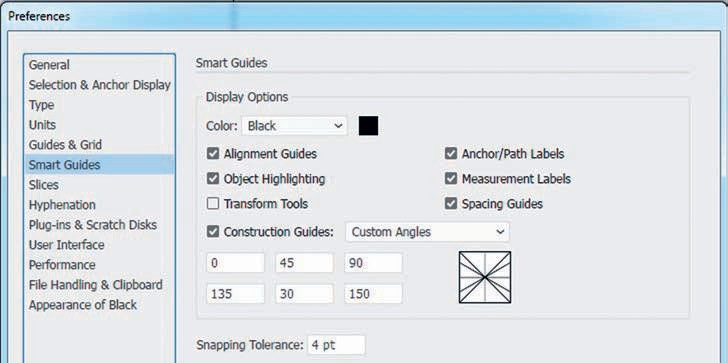 Preferences
General
Selection & Anchor Display
Type
Units
Guides & Grid
Smart Guides
Slices
Hyphenation
Plug-ins & Scratch Disks
User Interface
Performance
File Handling & Clipboard
Appearance of Black
Smart Guides
Display Options
Color: Black
Alignment Guides Anchor/Path Labels
Object Highlighting Measurement Labels
Transform Tools Spacing Guides
Construction Guides: Custom Angles
0 45 90
135 30 150
Snapping Tolerance: 4 pt